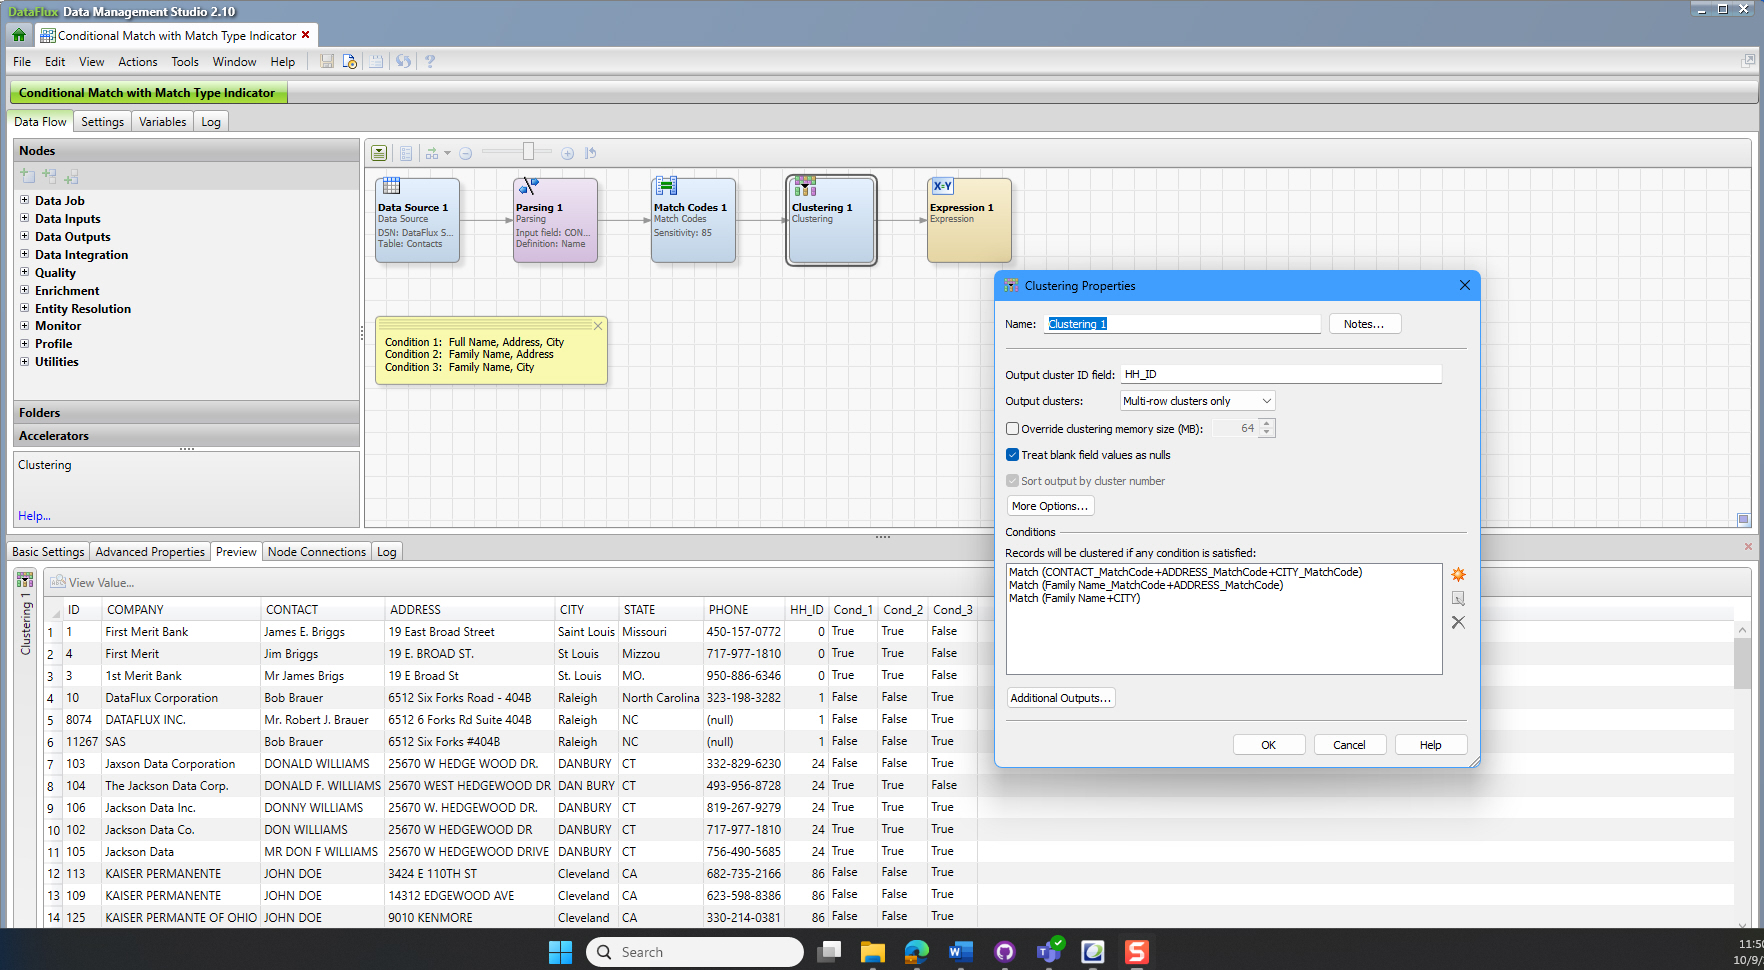 DataFlux Data Management Studio 2.10
Conditional Match with Match Type Indicator
File Edit View Actions Tools Window Help
Conditional Match with Match Type Indicator
Data Flow Settings Variables Log
Nodes
Data Job
Data Inputs
Data Outputs
Data Integration
Quality
Enrichment
Entity Resolution
Monitor
Profile
Utilities
Folders
Accelerators
Clustering
Help...
Data Source 1
Data Source
DSN: DataFlux S...
Table: Contacts
Parsing 1
Parsing
Input field: CON...
Definition: Name
Match Codes 1
Match Codes
Sensitivity: 85
Clustering 1
Clustering
X=Y
Expression 1
Expression
Condition 1: Full Name, Address, City
Condition 2: Family Name, Address
Condition 3: Family Name, City
Clustering Properties
Name: Clustering 1 Notes...
Output cluster ID field: HH_ID
Output clusters: Multi-row clusters only
Override clustering memory size (MB): 64
Treat blank field values as nulls
Sort output by cluster number
More Options...
Conditions
Records will be clustered if any condition is satisfied:
Match (CONTACT_MatchCode+ADDRESS_MatchCode+CITY_MatchCode)
Match (Family Name_MatchCode+ADDRESS_MatchCode)
Match (Family Name+CITY)
Additional Outputs...
OK Cancel Help
Basic Settings Advanced Properties Preview Node Connections Log
Clustering 1
View Value...
ID COMPANY CONTACT ADDRESS CITY STATE PHONE HH_ID Cond_1 Cond_2 Cond_3
1 1 First Merit Bank James E. Briggs 19 East Broad Street Saint Louis Missouri 450-157-0772 0 True True False
2 4 First Merit Jim Briggs 19 E. BROAD ST. St Louis Mizzou 717-977-1810 0 True True False
3 3 1st Merit Bank Mr James Brigs 19 E Broad St St. Louis MO. 950-886-6346 0 True True False
4 10 DataFlux Corporation Bob Brauer 6512 Six Forks Road - 404B Raleigh North Carolina 323-198-3282 1 False False True
5 8074 DATAFLUX INC. Mr. Robert J. Brauer 6512 6 Forks Rd Suite 404B Raleigh NC (null) 1 False False True
6 11267 SAS Bob Brauer 6512 Six Forks #404B Raleigh NC (null) 1 False False True
7 103 Jaxson Data Corporation DONALD WILLIAMS 25670 W HEDGE WOOD DR. DANBURY CT 332-829-6230 24 False True True
8 104 The Jackson Data Corp. DONALD F. WILLIAMS 25670 WEST HEDGEWOOD DR DAN BURY CT 493-956-8728 24 True True False
9 106 Jackson Data Inc. DONNY WILLIAMS 25670 W. HEDGEWOOD DR. DANBURY CT 819-267-9279 24 True True True
10 102 Jackson Data Co. DON WILLIAMS 25670 W HEDGEWOOD DR DANBURY CT 717-977-1810 24 True True True
11 105 Jackson Data MR DON F WILLIAMS 25670 W HEDGEWOOD DRIVE DANBURY CT 756-490-5685 24 True True True
12 113 KAISER PERMANENTE JOHN DOE 3424 E 110TH ST Cleveland CA 682-735-2166 86 False False True
13 109 KAISER PERMANENTE JOHN DOE 14312 EDGEWOOD AVE Cleveland CA 623-598-8386 86 False False True
14 125 KAISER PERMANTE OF OHIO JOHN DOE 9010 KENMORE Cleveland CA 330-214-0381 86 False False True
Search
11:50
10/9/